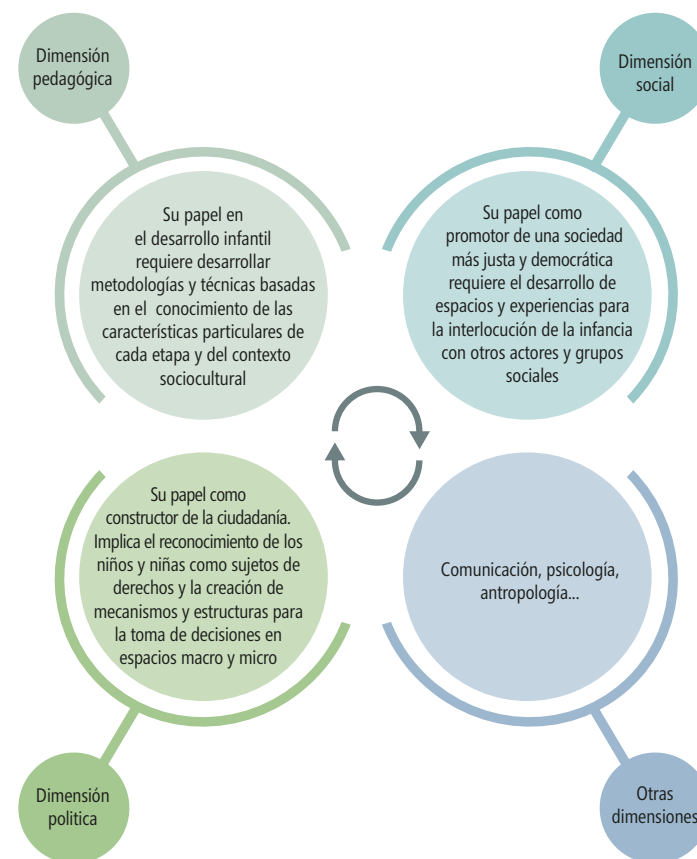 Dimensión
pedagógica
Su papel en
el desarrollo infantil
requiere desarrollar
metodologías y técnicas basadas
en el conocimiento de las
características particulares de
cada etapa y del contexto
sociocultural
Dimensión
social
Su papel como
promotor de una sociedad
más justa y democrática
requiere el desarrollo de
espacios y experiencias para
la interlocución de la infancia
con otros actores y grupos
sociales
Su papel como
constructor de la ciudadanía.
Implica el reconocimiento de los
niños y niñas como sujetos de
derechos y la creación de
mecanismos y estructuras para
la toma de decisiones en
espacios macro y micro
Dimensión
politica
Comunicación, psicología,
antropología...
Otras
dimensiones